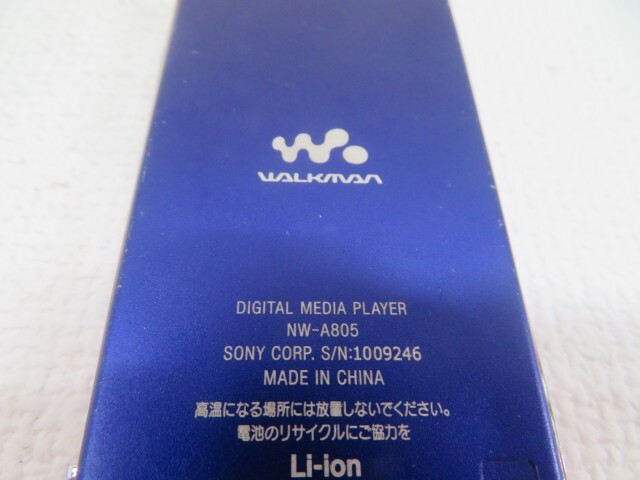 WALKMAN
DIGITAL MEDIA PLAYER
NW-A805
SONY CORP. S/N:1009246
MADE IN CHINA
高温になる場所には放置しないでください。
電池のリサイクルにご協力を
Li-ion